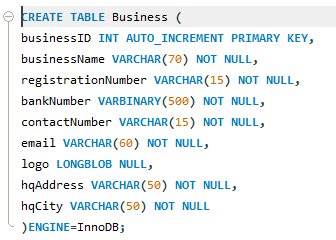 CREATE TABLE Business (
businessID INT AUTO_INCREMENT PRIMARY KEY,
businessName VARCHAR(70) NOT NULL,
registrationNumber VARCHAR(15) NOT NULL,
bankNumber VARBINARY(500) NOT NULL,
contactNumber VARCHAR(15) NOT NULL,
email VARCHAR(60) NOT NULL,
logo LONGBLOB NULL,
hqAddress VARCHAR(50) NOT NULL,
hqCity VARCHAR(50) NOT NULL
)ENGINE=InnoDB;